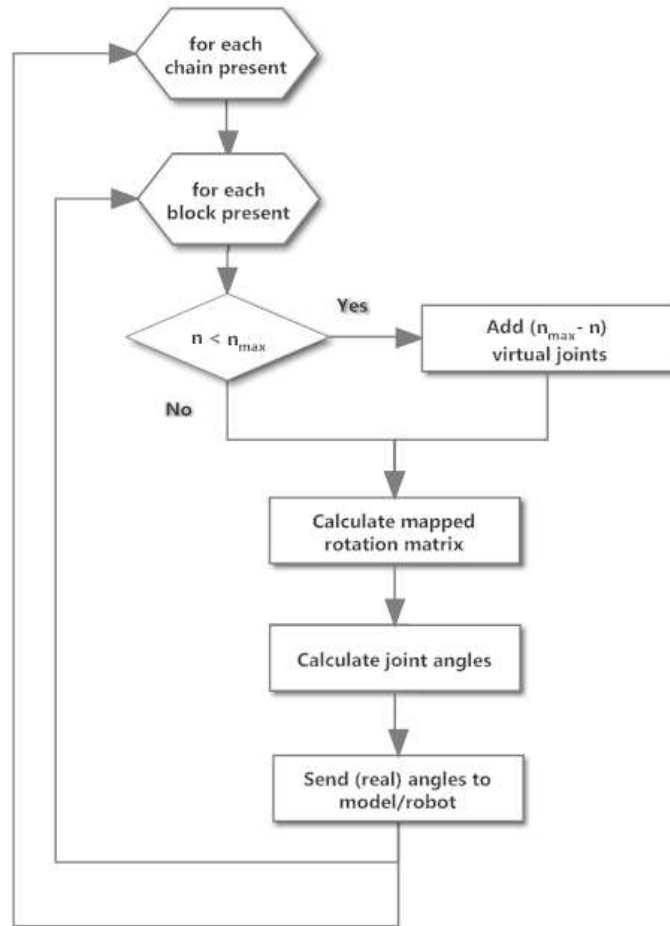 for each
chain present
for each
block present
n < nmax
Yes
Add (nmax- n)
virtual joints
No
Calculate mapped
rotation matrix
Calculate joint angles
Send (real) angles to
model/robot